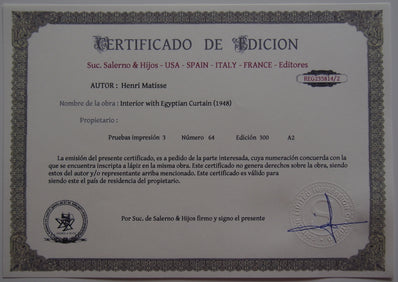 CERTIFICADO DE EDICION
Suc. Salerno & Hijos - USA - SPAIN - ITALY - FRANCE - Editores
REG235814/2
AUTOR : Henri Matisse
Nombre de la obra : Interior with Egyptian Curtain (1948)
Propietario :
Pruebas impresión 3 Número 64 Edición 300 A2
La emisión del presente certificado, es a pedido de la parte interesada, cuya numeración concuerda con la
que se encuentra inscripta a lápiz en la misma obra. Este certificado no genera derechos sobre la obra, siendo
estos del autor y/o representante arriba mencionado. Este certificado es válido para
siendo este el país de residencia del propietario.
Por Suc. de Salerno & Hijos firmo y signo el presente